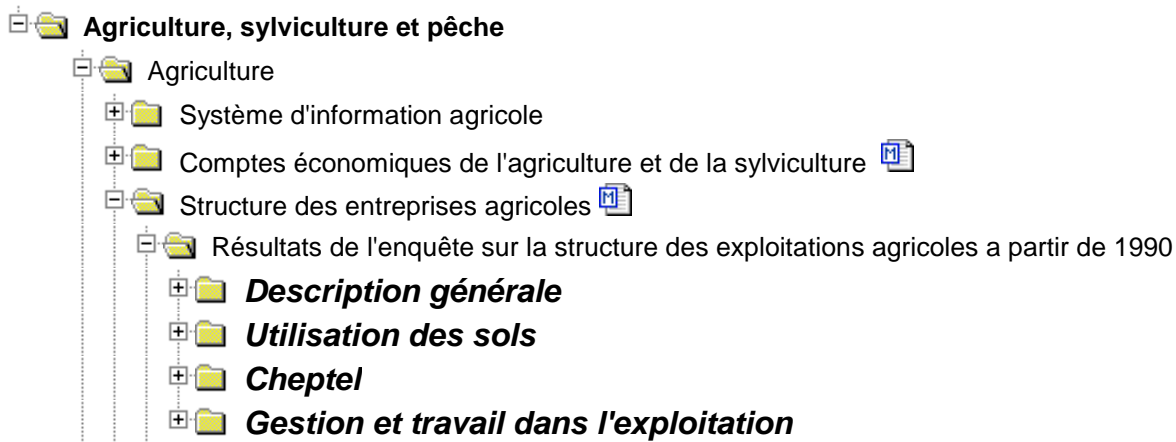 Agriculture, sylviculture et pêche
Agriculture
Système d'information agricole
Comptes économiques de l'agriculture et de la sylviculture M
Structure des entreprises agricoles M
Résultats de l'enquête sur la structure des exploitations agricoles a partir de 1990
Description générale
Utilisation des sols
Cheptel
Gestion et travail dans l'exploitation